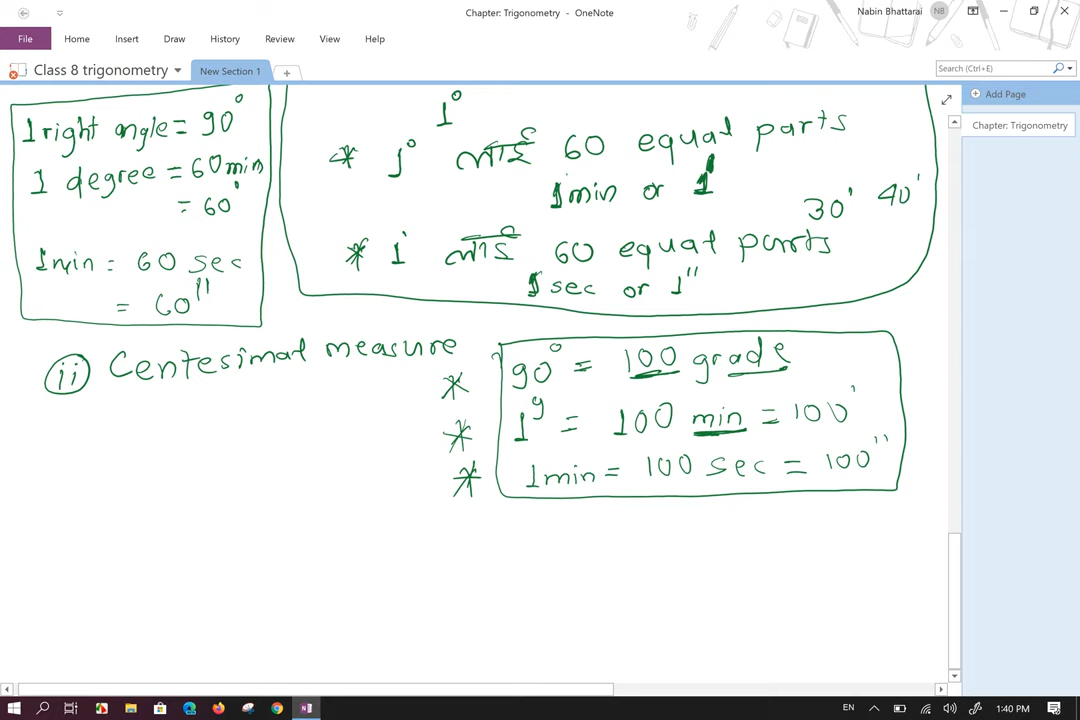 Chapter: Trigonometry - OneNote
Nabin Bhattarai
NB
File Home Insert Draw History Review View Help
Class 8 trigonometry
New Section 1
Search (Ctrl+E)
Add Page
Chapter: Trigonometry
1 right angle = 90°
1 degree = 60 min
= 60'
1 min = 60 sec
= 60"
1°
* 1° लाई 60 equal parts
1 min or 1'
30' 40'
* 1' लाई 60 equal parts
1 sec or 1"
(ii) Centesimal measure
* 90° = 100 grade
* 1^g = 100 min = 100'
* 1 min = 100 sec = 100"
EN
1:40 PM